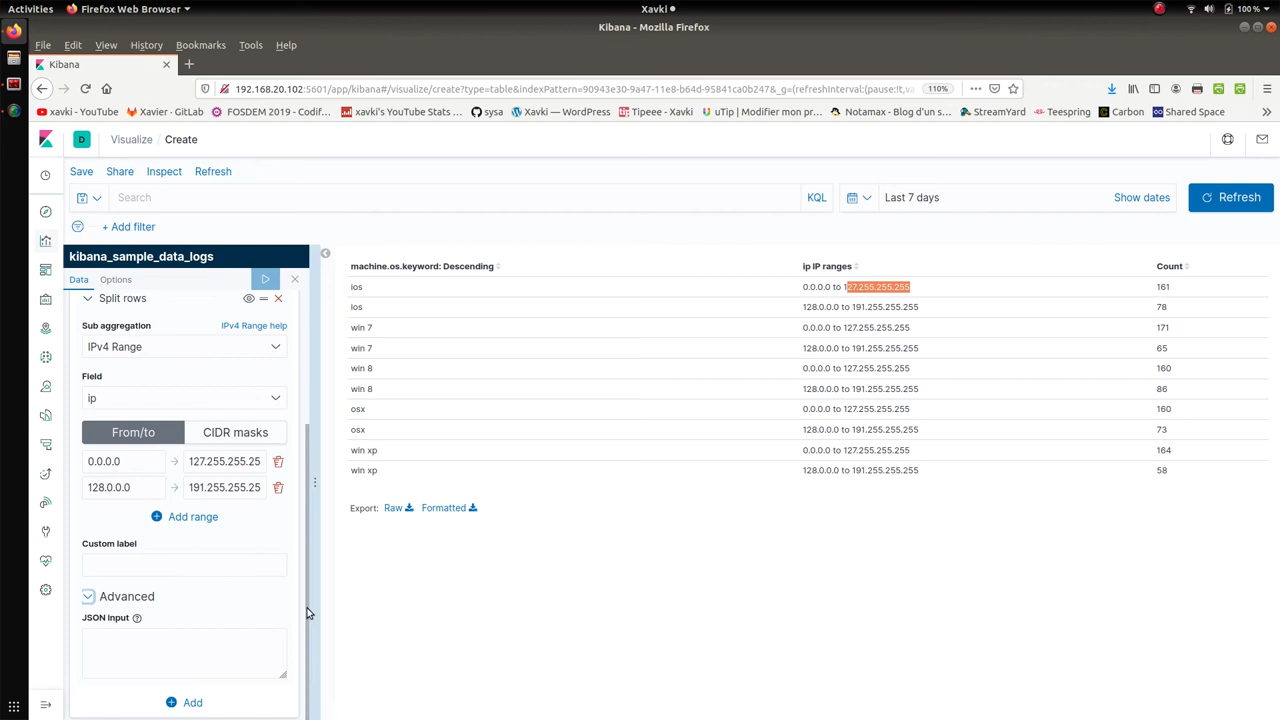 Activities Firefox Web Browser Xavki 100 %
Kibana - Mozilla Firefox
File Edit View History Bookmarks Tools Help
Kibana
192.168.20.102:5601/app/kibana#/visualize/create?type=table&indexPattern=90943e30-9a47-11e8-b64d-95841ca0b247&_g=(refreshInterval:(pause:!t,va 110%
xavki - YouTube Xavier - GitLab FOSDEM 2019 - Codif... xavki's YouTube Stats ... sysa Xavki — WordPress Tipeee - Xavki uTip | Modifier mon pr... Notamax - Blog d'un s... StreamYard Teespring Carbon Shared Space
D Visualize / Create
Save Share Inspect Refresh
Search KQL Last 7 days Show dates Refresh
+ Add filter
kibana_sample_data_logs
Data Options
Split rows
Sub aggregation IPv4 Range help
IPv4 Range
Field
ip
From/to CIDR masks
0.0.0.0 → 127.255.255.25
128.0.0.0 → 191.255.255.25
Add range
Custom label
Advanced
JSON input
Add
machine.os.keyword: Descending ip IP ranges Count
ios 0.0.0.0 to 127.255.255.255 161
ios 128.0.0.0 to 191.255.255.255 78
win 7 0.0.0.0 to 127.255.255.255 171
win 7 128.0.0.0 to 191.255.255.255 65
win 8 0.0.0.0 to 127.255.255.255 160
win 8 128.0.0.0 to 191.255.255.255 86
osx 0.0.0.0 to 127.255.255.255 160
osx 128.0.0.0 to 191.255.255.255 73
win xp 0.0.0.0 to 127.255.255.255 164
win xp 128.0.0.0 to 191.255.255.255 58
Export: Raw Formatted